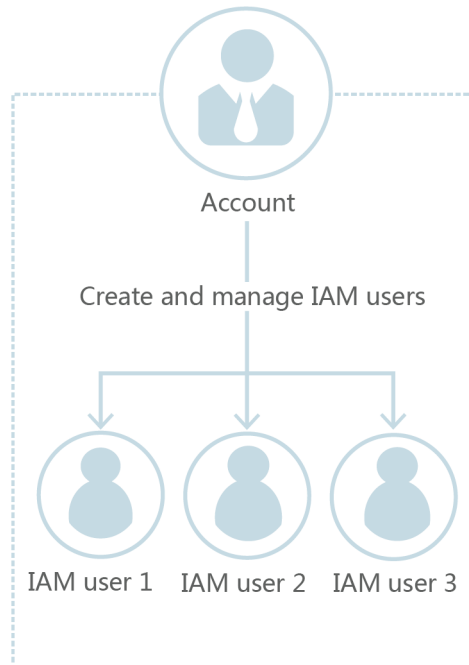 Account
Create and manage IAM users
IAM user 1
IAM user 2
IAM user 3